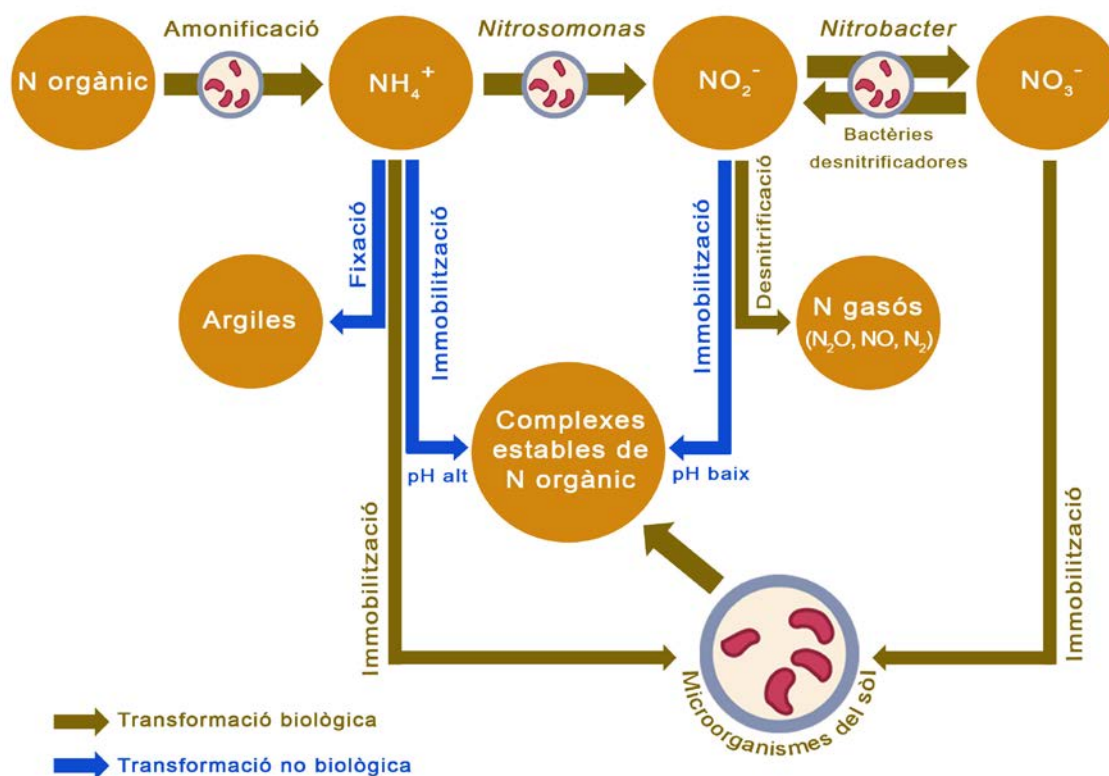 Amonificació
Nitrosomonas
Nitrobacter
N orgànic
NH₄⁺
NO₂⁻
NO₃⁻
Bactèries
desnitrificadores
Fixació
Immobilització
Immobilització
Desnitrificació
Argiles
N gasós
(N₂O, NO, N₂)
Complexes
estables de
N orgànic
pH alt
pH baix
Immobilització
Immobilització
Microorganismes del sòl
Transformació biològica
Transformació no biològica